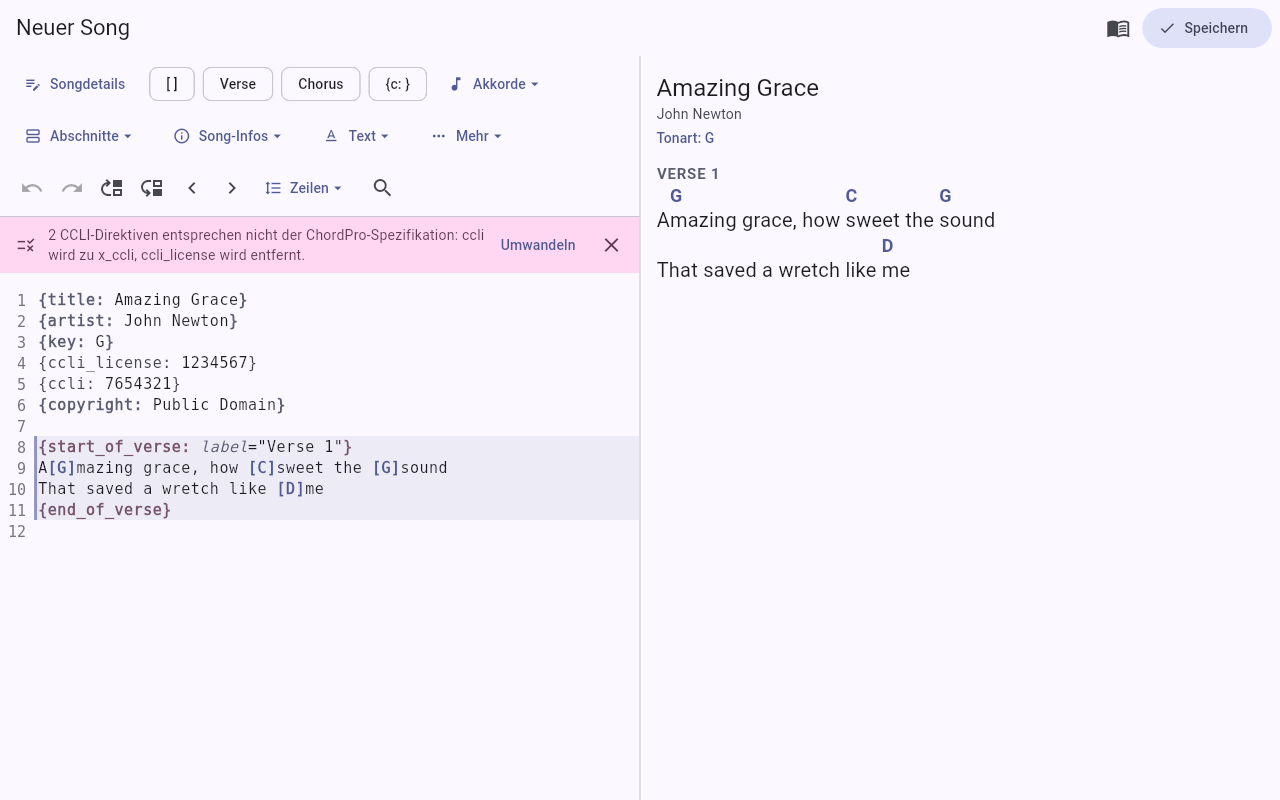 Neuer Song
Speichern
Songdetails [ ] Verse Chorus {c: } Akkorde
Abschnitte Song-Infos Text Mehr
Zeilen
2 CCLI-Direktiven entsprechen nicht der ChordPro-Spezifikation: ccli
wird zu x_ccli, ccli_license wird entfernt.
Umwandeln
1 {title: Amazing Grace}
2 {artist: John Newton}
3 {key: G}
4 {ccli_license: 1234567}
5 {ccli: 7654321}
6 {copyright: Public Domain}
7
8 {start_of_verse: label="Verse 1"}
9 A[G]mazing grace, how [C]sweet the [G]sound
10 That saved a wretch like [D]me
11 {end_of_verse}
12
Amazing Grace
John Newton
Tonart: G
VERSE 1
G C G
Amazing grace, how sweet the sound
D
That saved a wretch like me